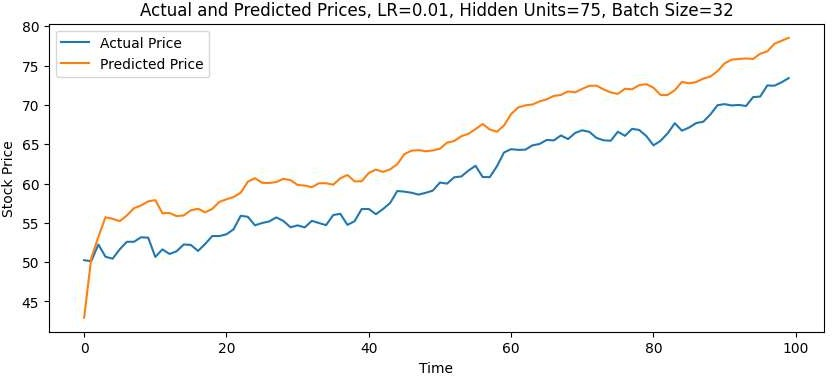 Actual and Predicted Prices, LR=0.01, Hidden Units=75, Batch Size=32
Actual Price
Predicted Price
Stock Price
80
75
70
65
60
55
50
45
0
20
40
60
80
100
Time